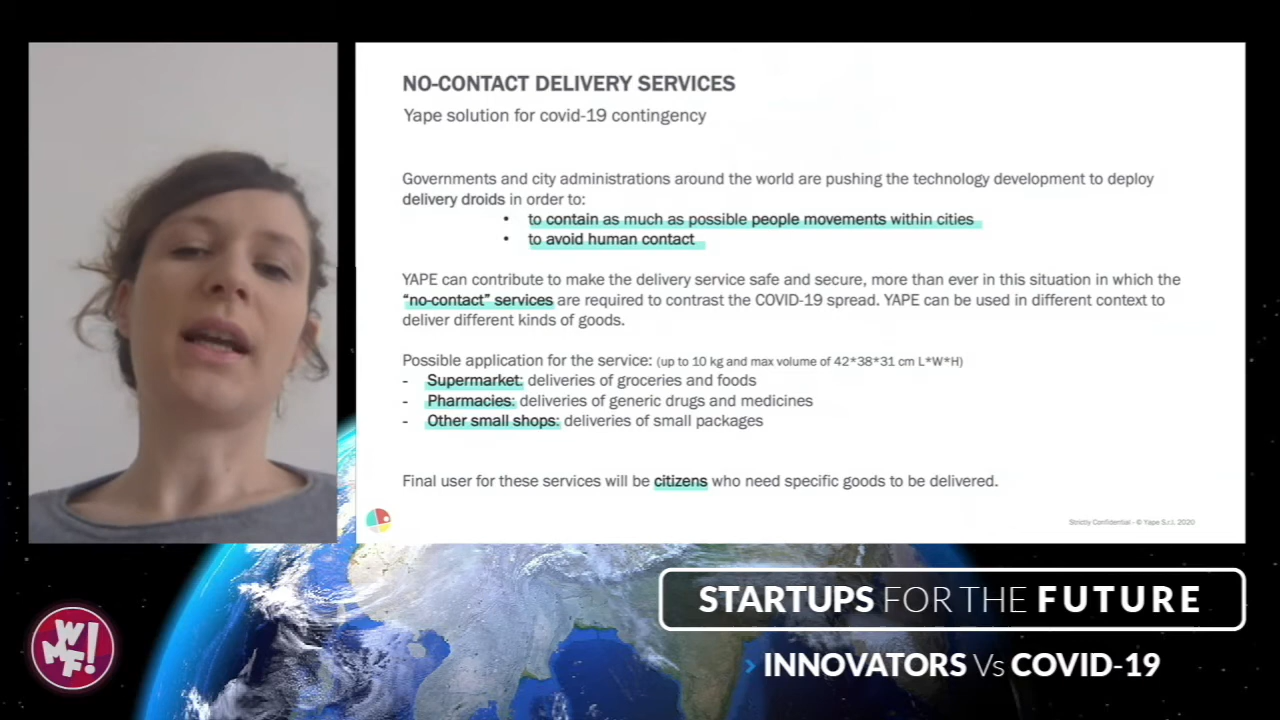 NO-CONTACT DELIVERY SERVICES
Yape solution for covid-19 contingency
Governments and city administrations around the world are pushing the technology development to deploy
delivery droids in order to:
• to contain as much as possible people movements within cities
• to avoid human contact
YAPE can contribute to make the delivery service safe and secure, more than ever in this situation in which the
“no-contact” services are required to contrast the COVID-19 spread. YAPE can be used in different context to
deliver different kinds of goods.
Possible application for the service: (up to 10 kg and max volume of 42*38*31 cm L*W*H)
- Supermarket: deliveries of groceries and foods
- Pharmacies: deliveries of generic drugs and medicines
- Other small shops: deliveries of small packages
Final user for these services will be citizens who need specific goods to be delivered.
Strictly Confidential - © Yape S.r.l. 2020
WMF!
STARTUPS FOR THE FUTURE
› INNOVATORS Vs COVID-19